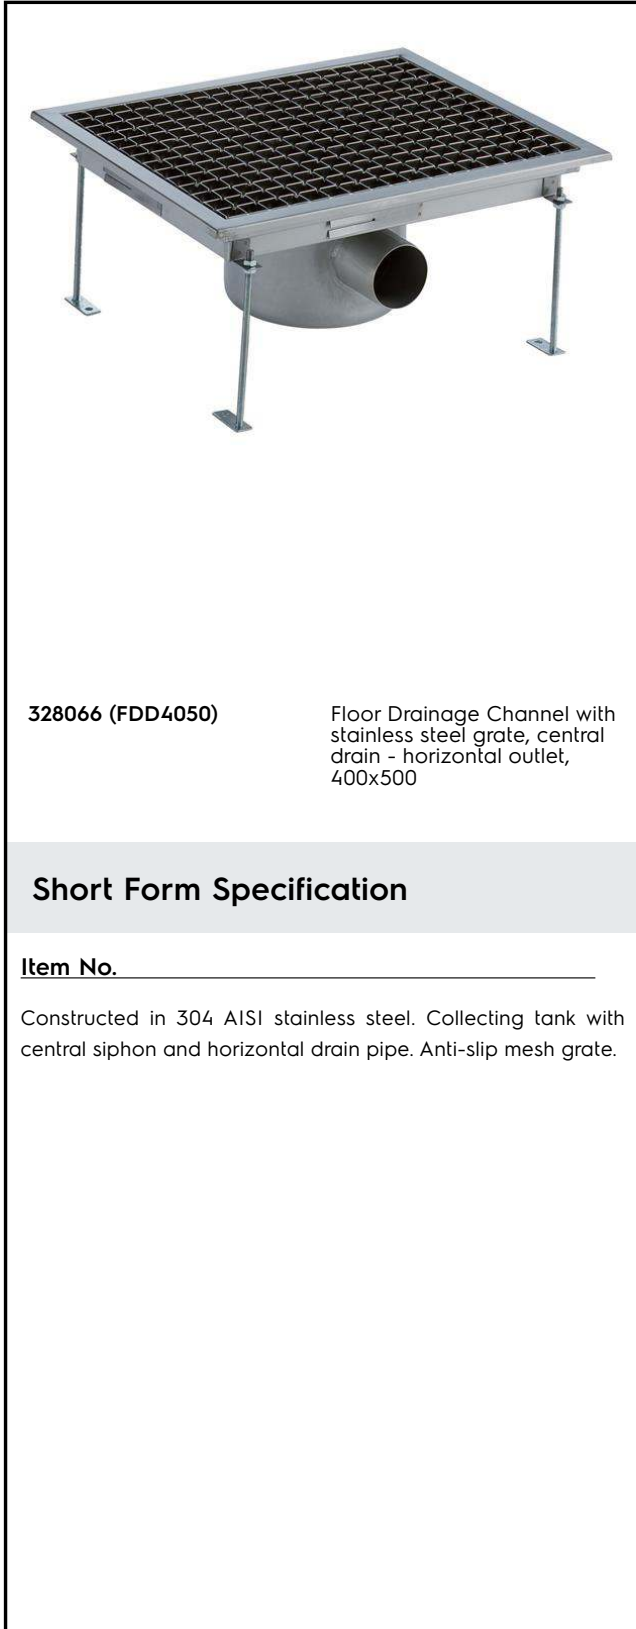 328066 (FDD4050)
Floor Drainage Channel with
stainless steel grate, central
drain - horizontal outlet,
400x500
Short Form Specification
Item No.
Constructed in 304 AISI stainless steel. Collecting tank with
central siphon and horizontal drain pipe. Anti-slip mesh grate.